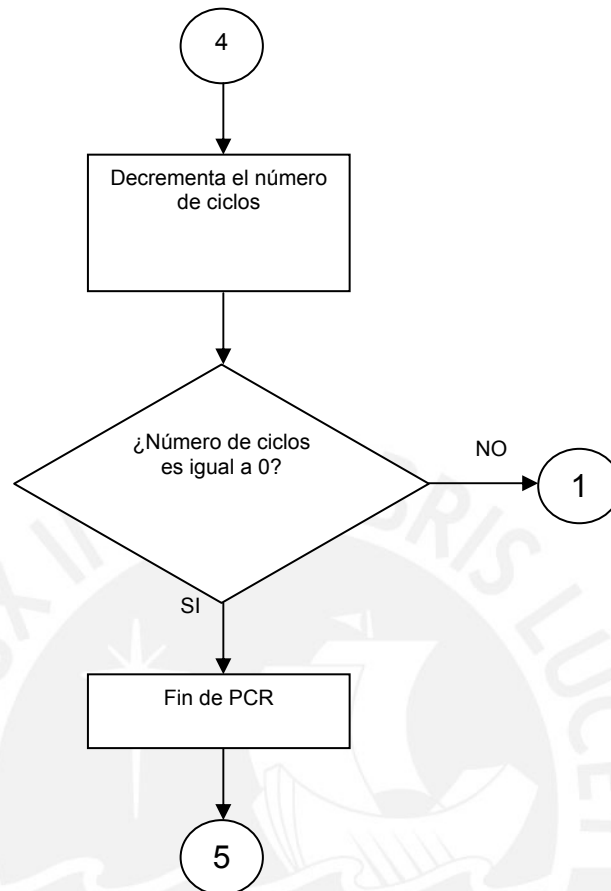 4
Decrementa el número
de ciclos
¿Número de ciclos
es igual a 0?
NO
1
SI
Fin de PCR
5